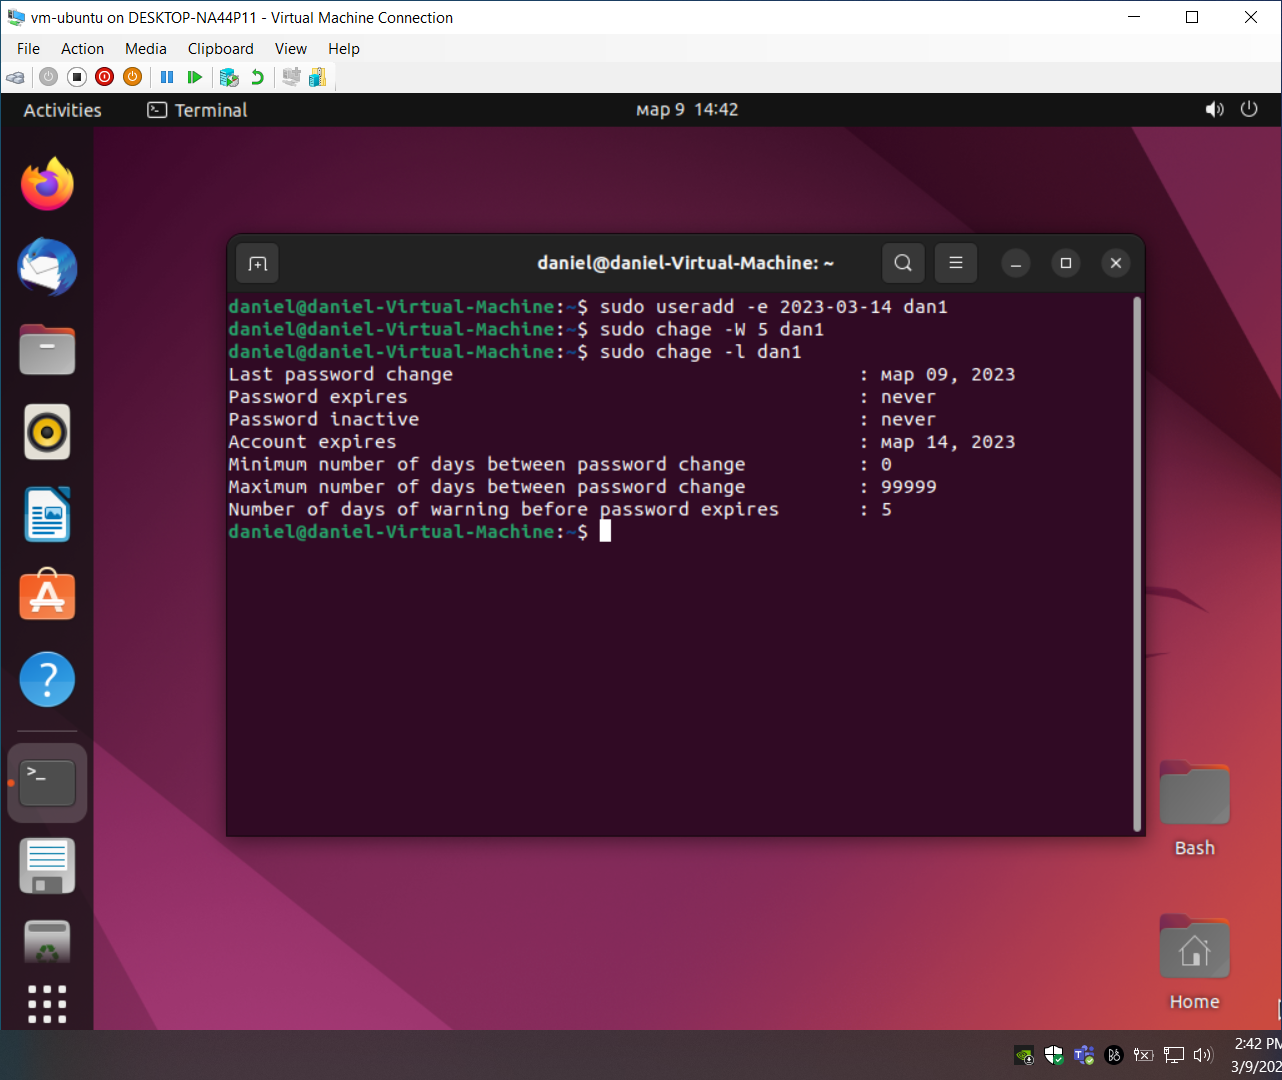 vm-ubuntu on DESKTOP-NA44P11 - Virtual Machine Connection
File Action Media Clipboard View Help
Activities Terminal мар 9 14:42
daniel@daniel-Virtual-Machine: ~
daniel@daniel-Virtual-Machine:~$ sudo useradd -e 2023-03-14 dan1
daniel@daniel-Virtual-Machine:~$ sudo chage -W 5 dan1
daniel@daniel-Virtual-Machine:~$ sudo chage -l dan1
Last password change : мар 09, 2023
Password expires : never
Password inactive : never
Account expires : мар 14, 2023
Minimum number of days between password change : 0
Maximum number of days between password change : 99999
Number of days of warning before password expires : 5
daniel@daniel-Virtual-Machine:~$
Bash
Home
2:42 PM
3/9/202